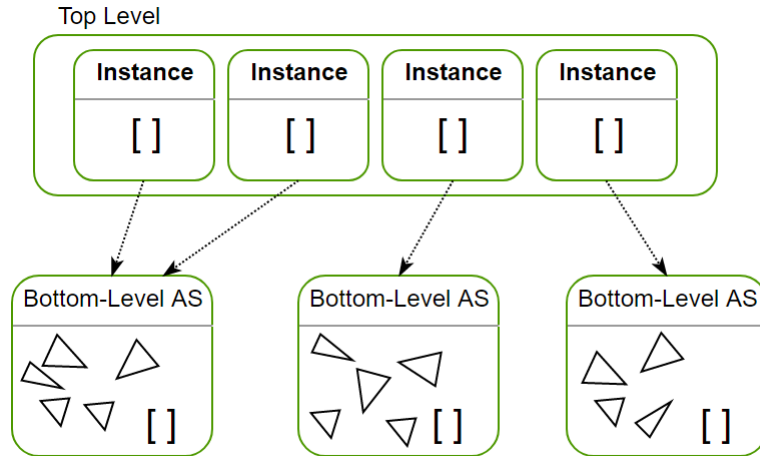 Top Level
Instance Instance Instance Instance
[ ] [ ] [ ] [ ]
Bottom-Level AS Bottom-Level AS Bottom-Level AS
[ ] [ ] [ ]